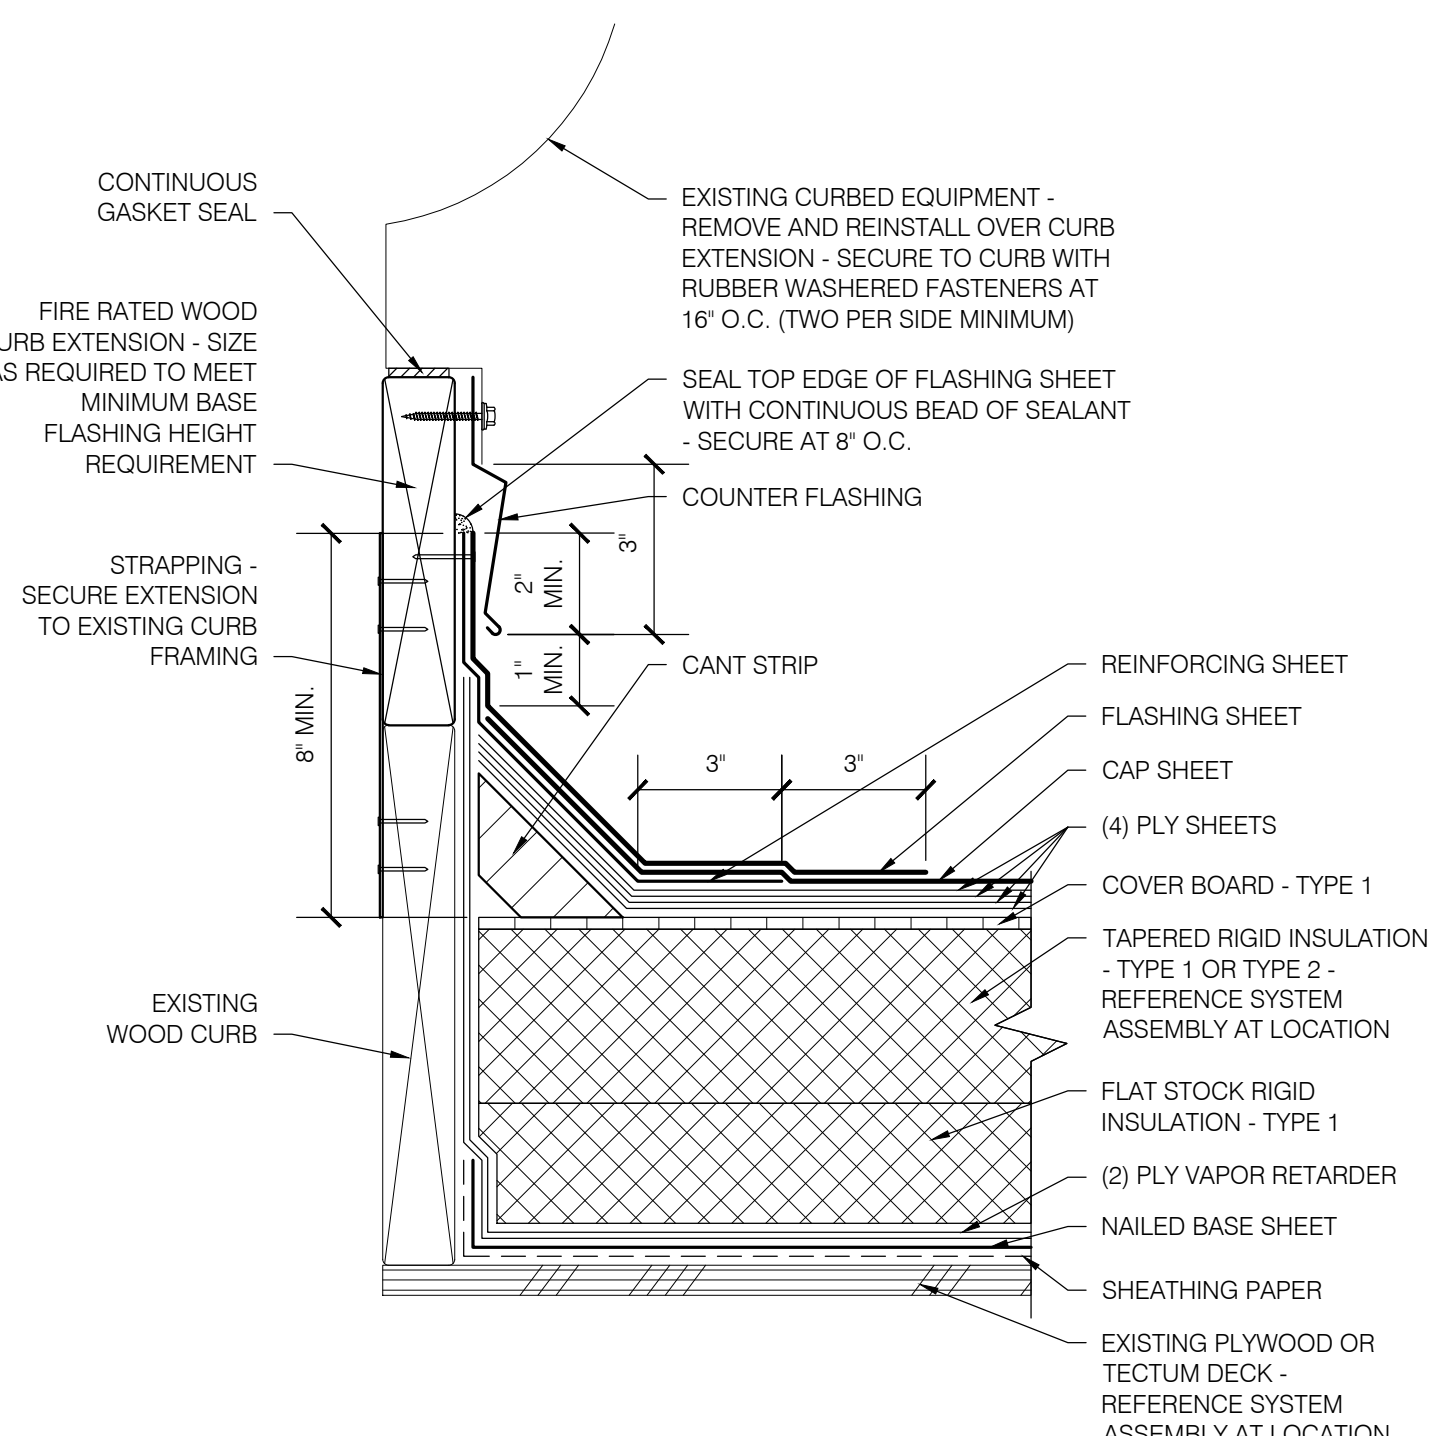 CONTINUOUS
GASKET SEAL
FIRE RATED WOOD
EXTENSION - SIZE
REQUIRED TO MEET
MINIMUM BASE
FLASHING HEIGHT
REQUIREMENT
STRAPPING -
SECURE EXTENSION
TO EXISTING CURB
FRAMING
8" MIN.
EXISTING
WOOD CURB
EXISTING CURBED EQUIPMENT -
REMOVE AND REINSTALL OVER CURB
EXTENSION - SECURE TO CURB WITH
RUBBER WASHERED FASTENERS AT
16" O.C. (TWO PER SIDE MINIMUM)
SEAL TOP EDGE OF FLASHING SHEET
WITH CONTINUOUS BEAD OF SEALANT
- SECURE AT 8" O.C.
COUNTER FLASHING
3"
2"
MIN.
1"
MIN.
CANT STRIP
3"
3"
REINFORCING SHEET
FLASHING SHEET
CAP SHEET
(4) PLY SHEETS
COVER BOARD - TYPE 1
TAPERED RIGID INSULATION
- TYPE 1 OR TYPE 2 -
REFERENCE SYSTEM
ASSEMBLY AT LOCATION
FLAT STOCK RIGID
INSULATION - TYPE 1
(2) PLY VAPOR RETARDER
NAILED BASE SHEET
SHEATHING PAPER
EXISTING PLYWOOD OR
TECTUM DECK -
REFERENCE SYSTEM
ASSEMBLY AT LOCATION